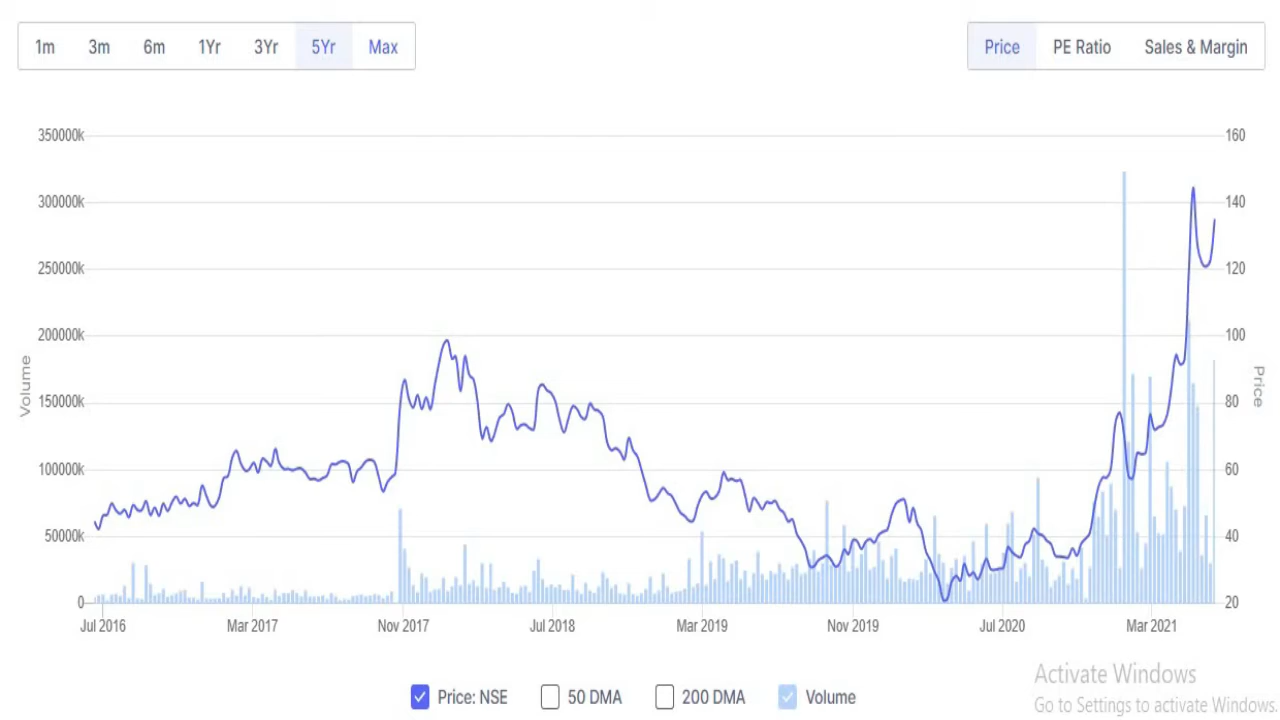 1m 3m 6m 1Yr 3Yr 5Yr Max
Price PE Ratio Sales & Margin
350000k 160
300000k 140
250000k 120
200000k 100
150000k 80
100000k 60
50000k 40
0 20
Volume
Price
Jul 2016 Mar 2017 Nov 2017 Jul 2018 Mar 2019 Nov 2019 Jul 2020 Mar 2021
Price: NSE 50 DMA 200 DMA Volume
Activate Windows
Go to Settings to activate Windows.